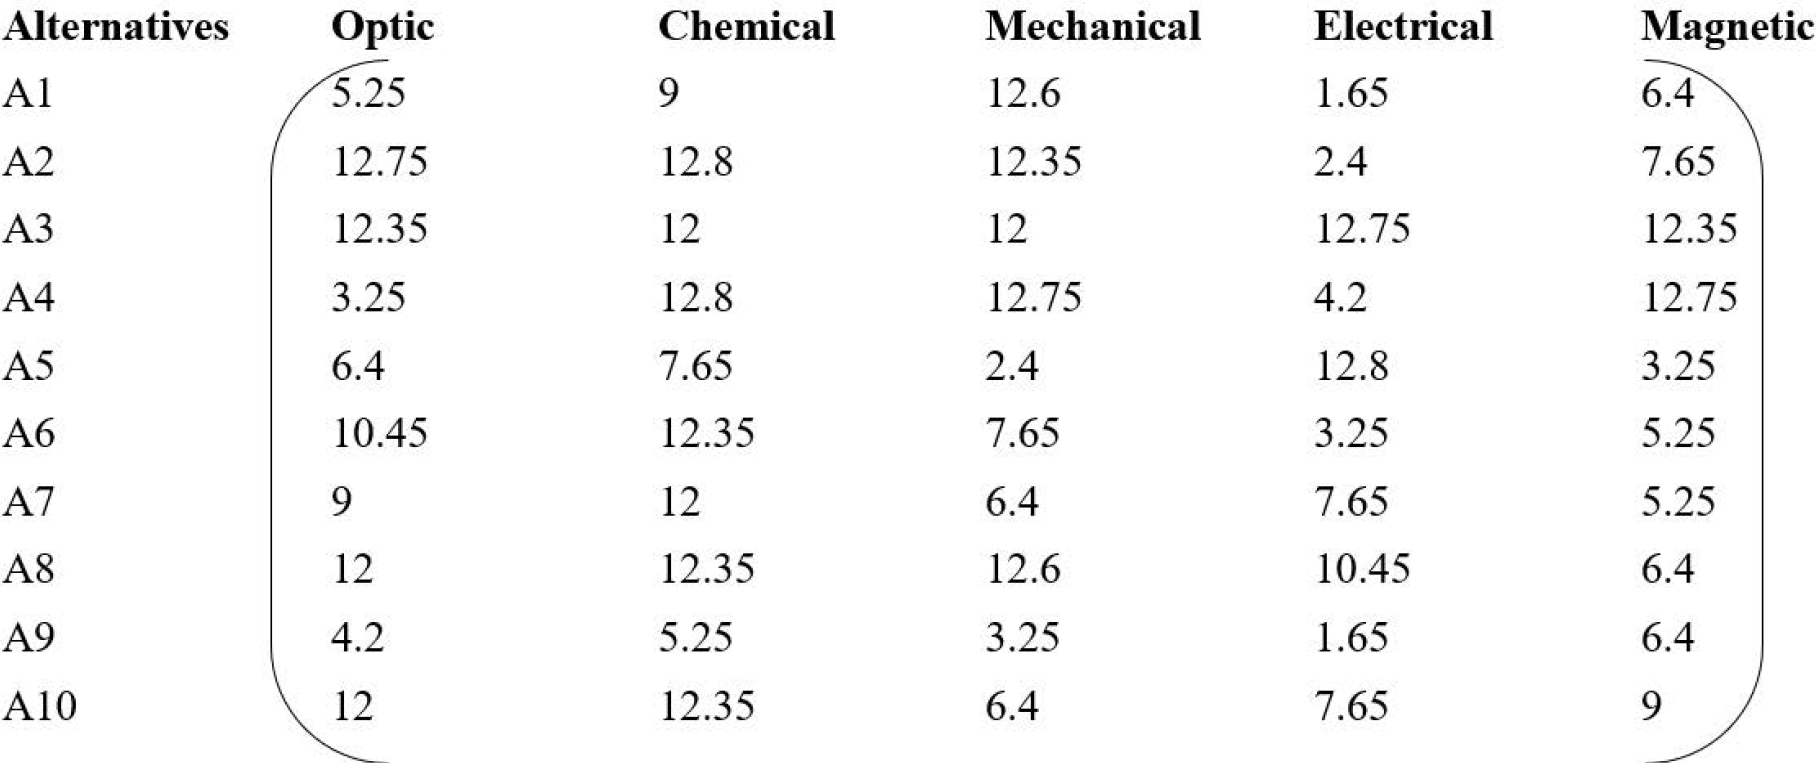 Alternatives Optic Chemical Mechanical Electrical Magnetic
A1 5.25 9 12.6 1.65 6.4
A2 12.75 12.8 12.35 2.4 7.65
A3 12.35 12 12 12.75 12.35
A4 3.25 12.8 12.75 4.2 12.75
A5 6.4 7.65 2.4 12.8 3.25
A6 10.45 12.35 7.65 3.25 5.25
A7 9 12 6.4 7.65 5.25
A8 12 12.35 12.6 10.45 6.4
A9 4.2 5.25 3.25 1.65 6.4
A10 12 12.35 6.4 7.65 9